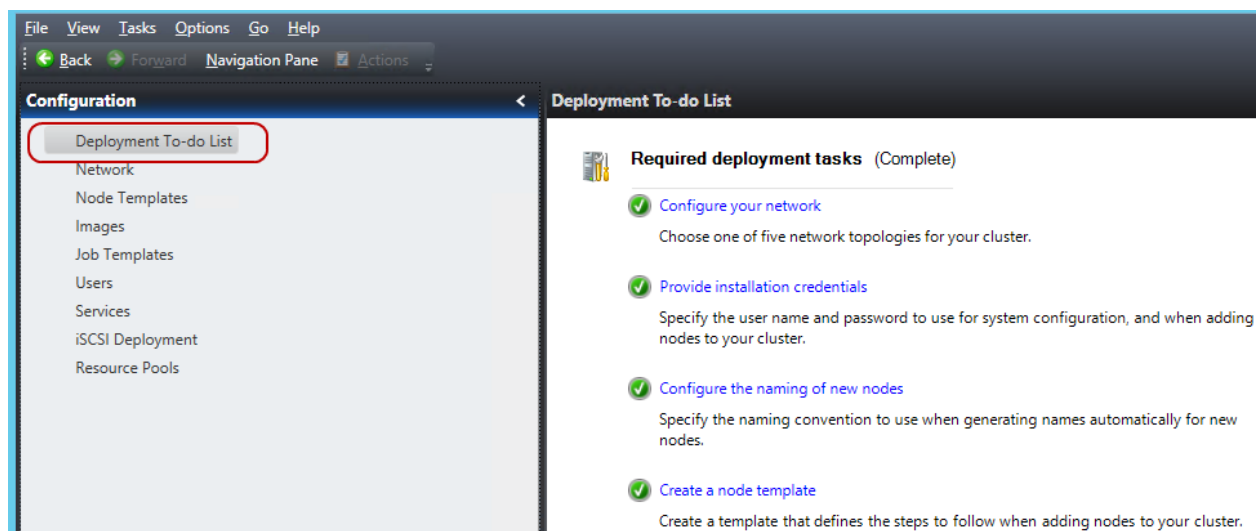 File View Tasks Options Go Help
Back Forward Navigation Pane Actions
Configuration <
Deployment To-do List
Network
Node Templates
Images
Job Templates
Users
Services
iSCSI Deployment
Resource Pools
Deployment To-do List
Required deployment tasks (Complete)
Configure your network
Choose one of five network topologies for your cluster.
Provide installation credentials
Specify the user name and password to use for system configuration, and when adding
nodes to your cluster.
Configure the naming of new nodes
Specify the naming convention to use when generating names automatically for new
nodes.
Create a node template
Create a template that defines the steps to follow when adding nodes to your cluster.